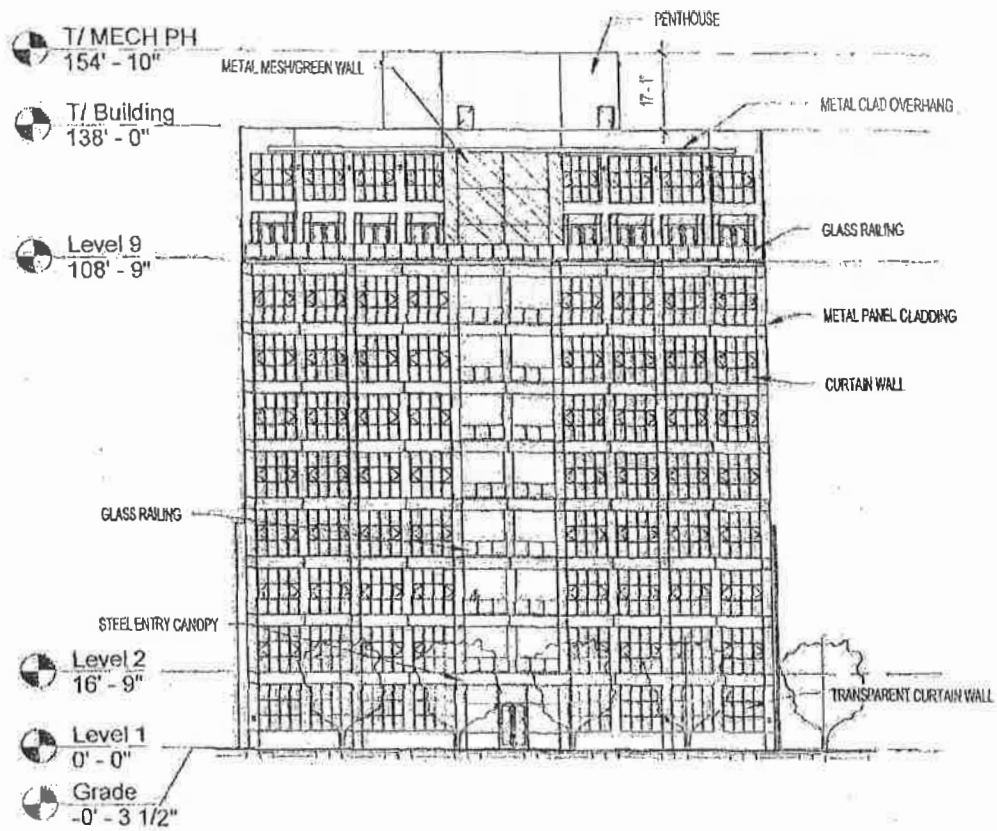 PENTHOUSE
T/ MECH PH
154' - 10"
METAL MESH/GREEN WALL
17'-1"
METAL CLAD OVERHANG
T/ Building
138' - 0"
GLASS RAILING
Level 9
108' - 9"
METAL PANEL CLADDING
CURTAIN WALL
GLASS RAILING
STEEL ENTRY CANOPY
Level 2
16' - 9"
TRANSPARENT CURTAIN WALL
Level 1
0' - 0"
Grade
-0' - 3 1/2"